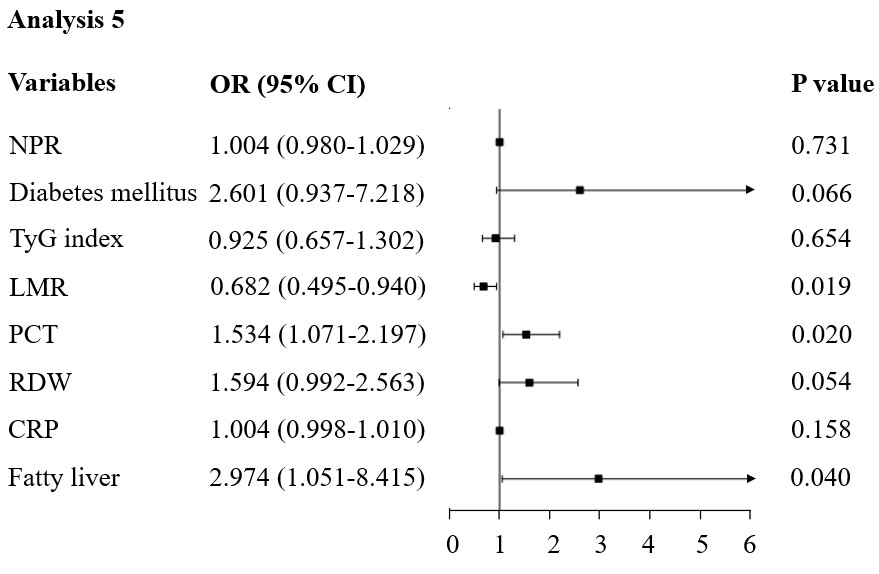 Analysis 5
Variables OR (95% CI) P value
NPR 1.004 (0.980-1.029) 0.731
Diabetes mellitus 2.601 (0.937-7.218) 0.066
TyG index 0.925 (0.657-1.302) 0.654
LMR 0.682 (0.495-0.940) 0.019
PCT 1.534 (1.071-2.197) 0.020
RDW 1.594 (0.992-2.563) 0.054
CRP 1.004 (0.998-1.010) 0.158
Fatty liver 2.974 (1.051-8.415) 0.040
0 1 2 3 4 5 6